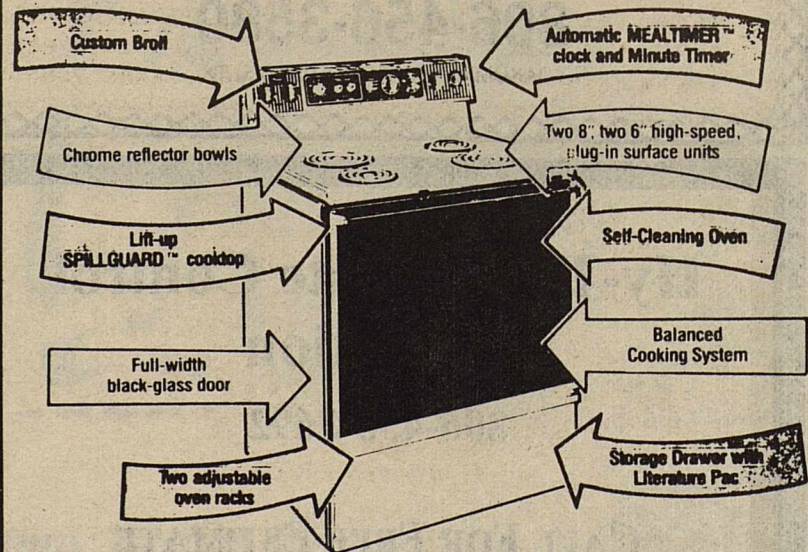 Custom Broil
Automatic MEALTIMER™
clock and Minute Timer
Chrome reflector bowls
Two 8", two 6" high-speed,
plug-in surface units
Lift-up
SPILLGUARD™ cooktop
Self-Cleaning Oven
Full-width
black-glass door
Balanced
Cooking System
Two adjustable
oven racks
Storage Drawer with
Literature Pac